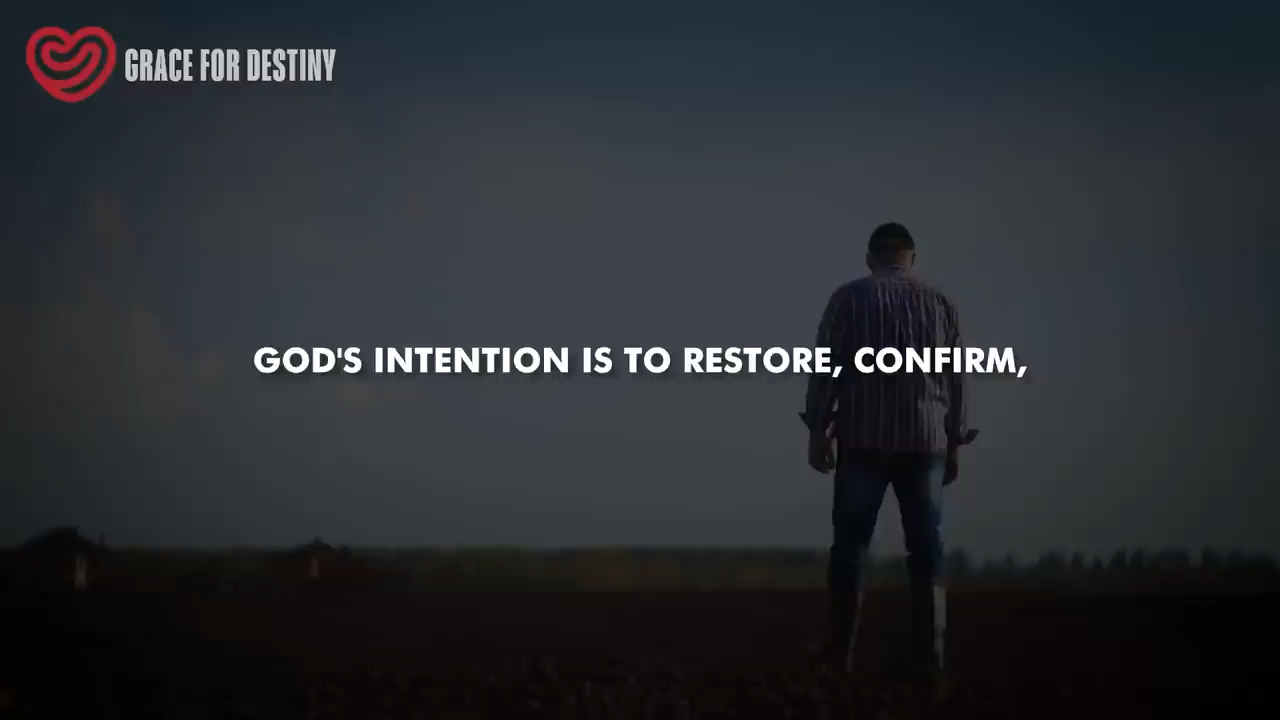 GRACE FOR DESTINY
GOD'S INTENTION IS TO RESTORE, CONFIRM,